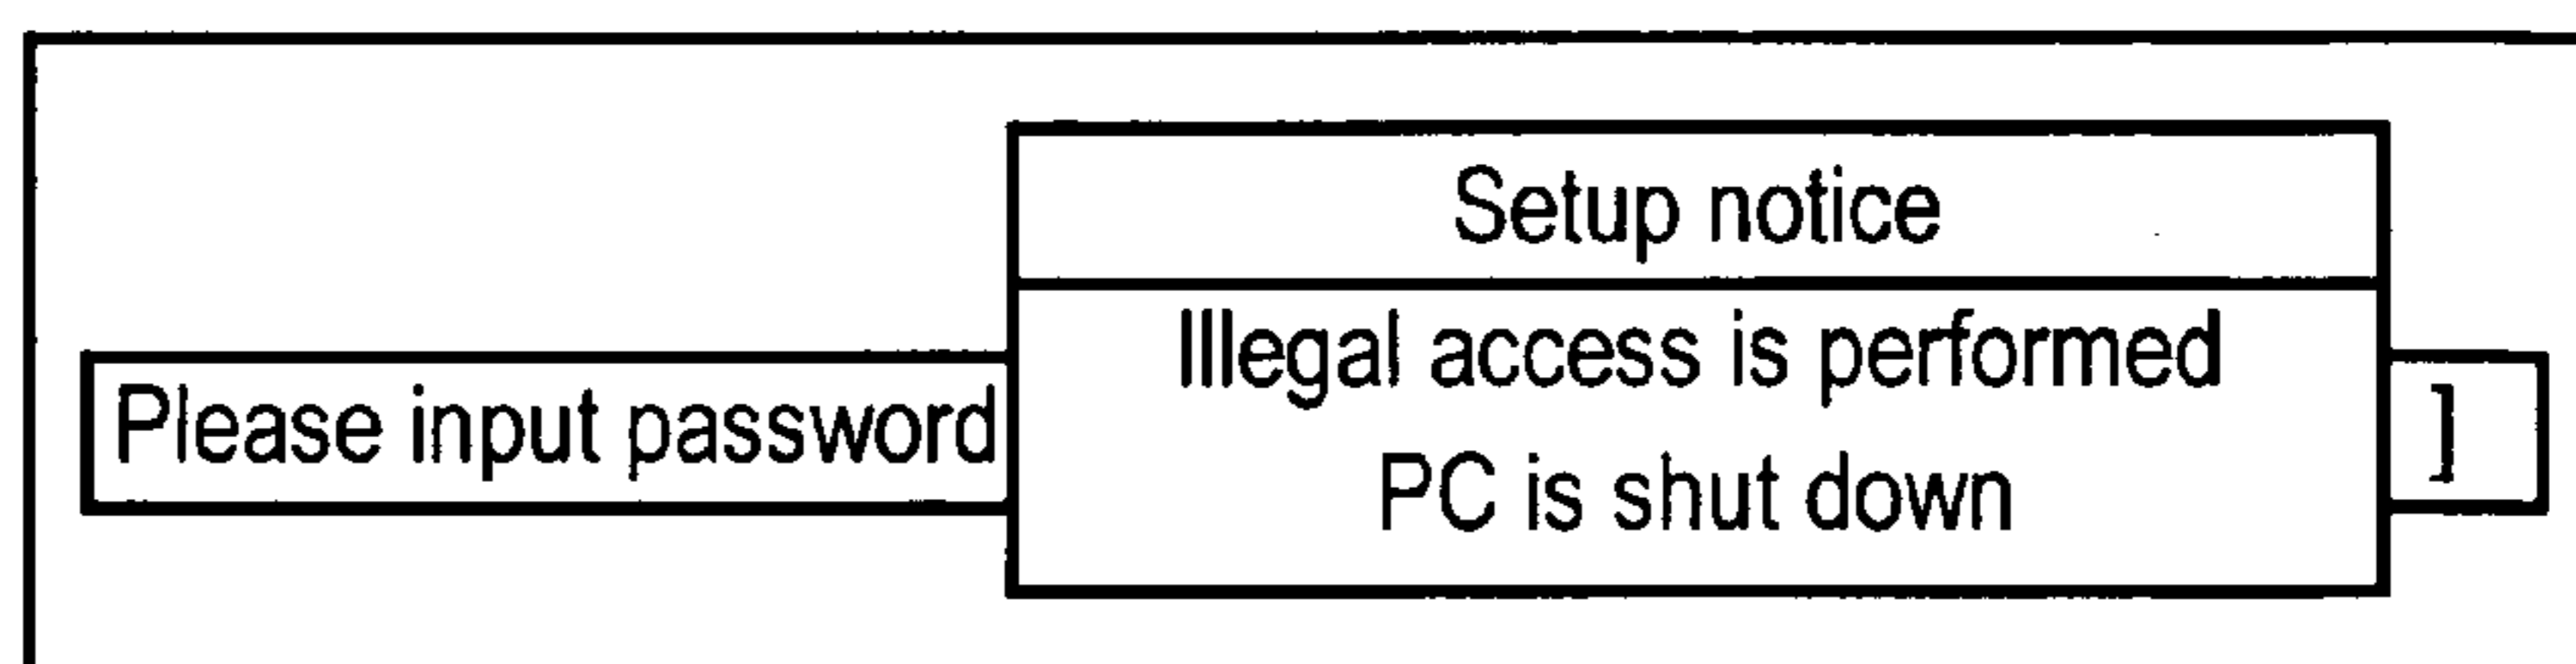 Setup notice
Illegal access is performed
PC is shut down
Please input password
]